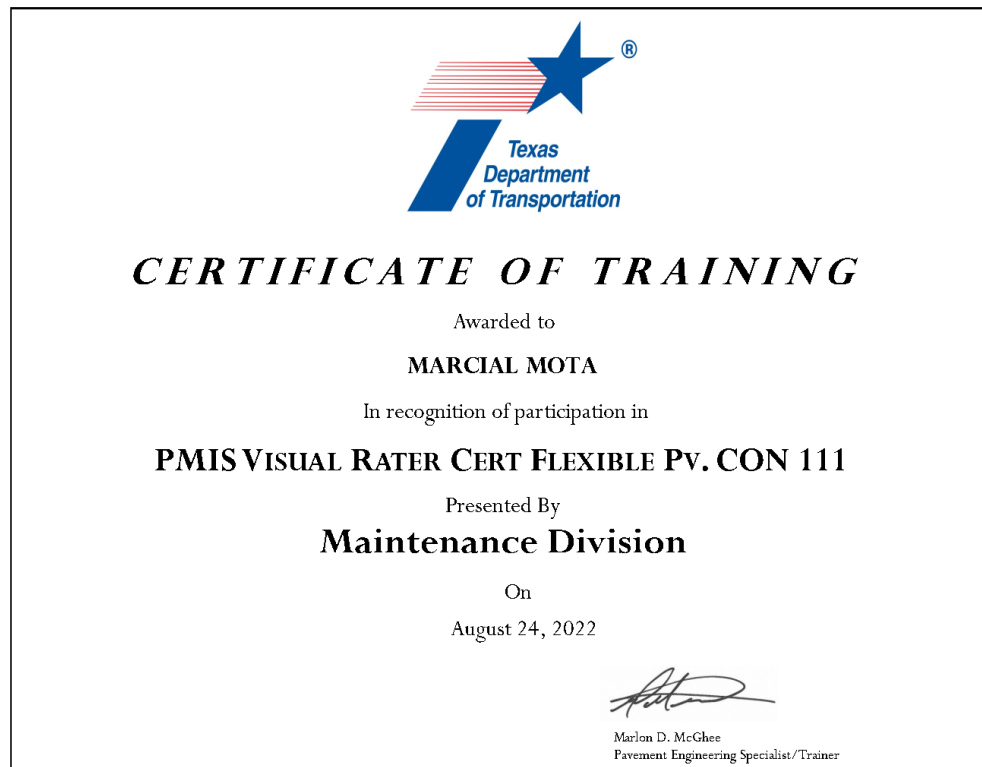 ®
Texas
Department
of Transportation
CERTIFICATE OF TRAINING
Awarded to
MARCIAL MOTA
In recognition of participation in
PMIS VISUAL RATER CERT FLEXIBLE PV. CON 111
Presented By
Maintenance Division
On
August 24, 2022
Marlon D. McGhee
Pavement Engineering Specialist/Trainer